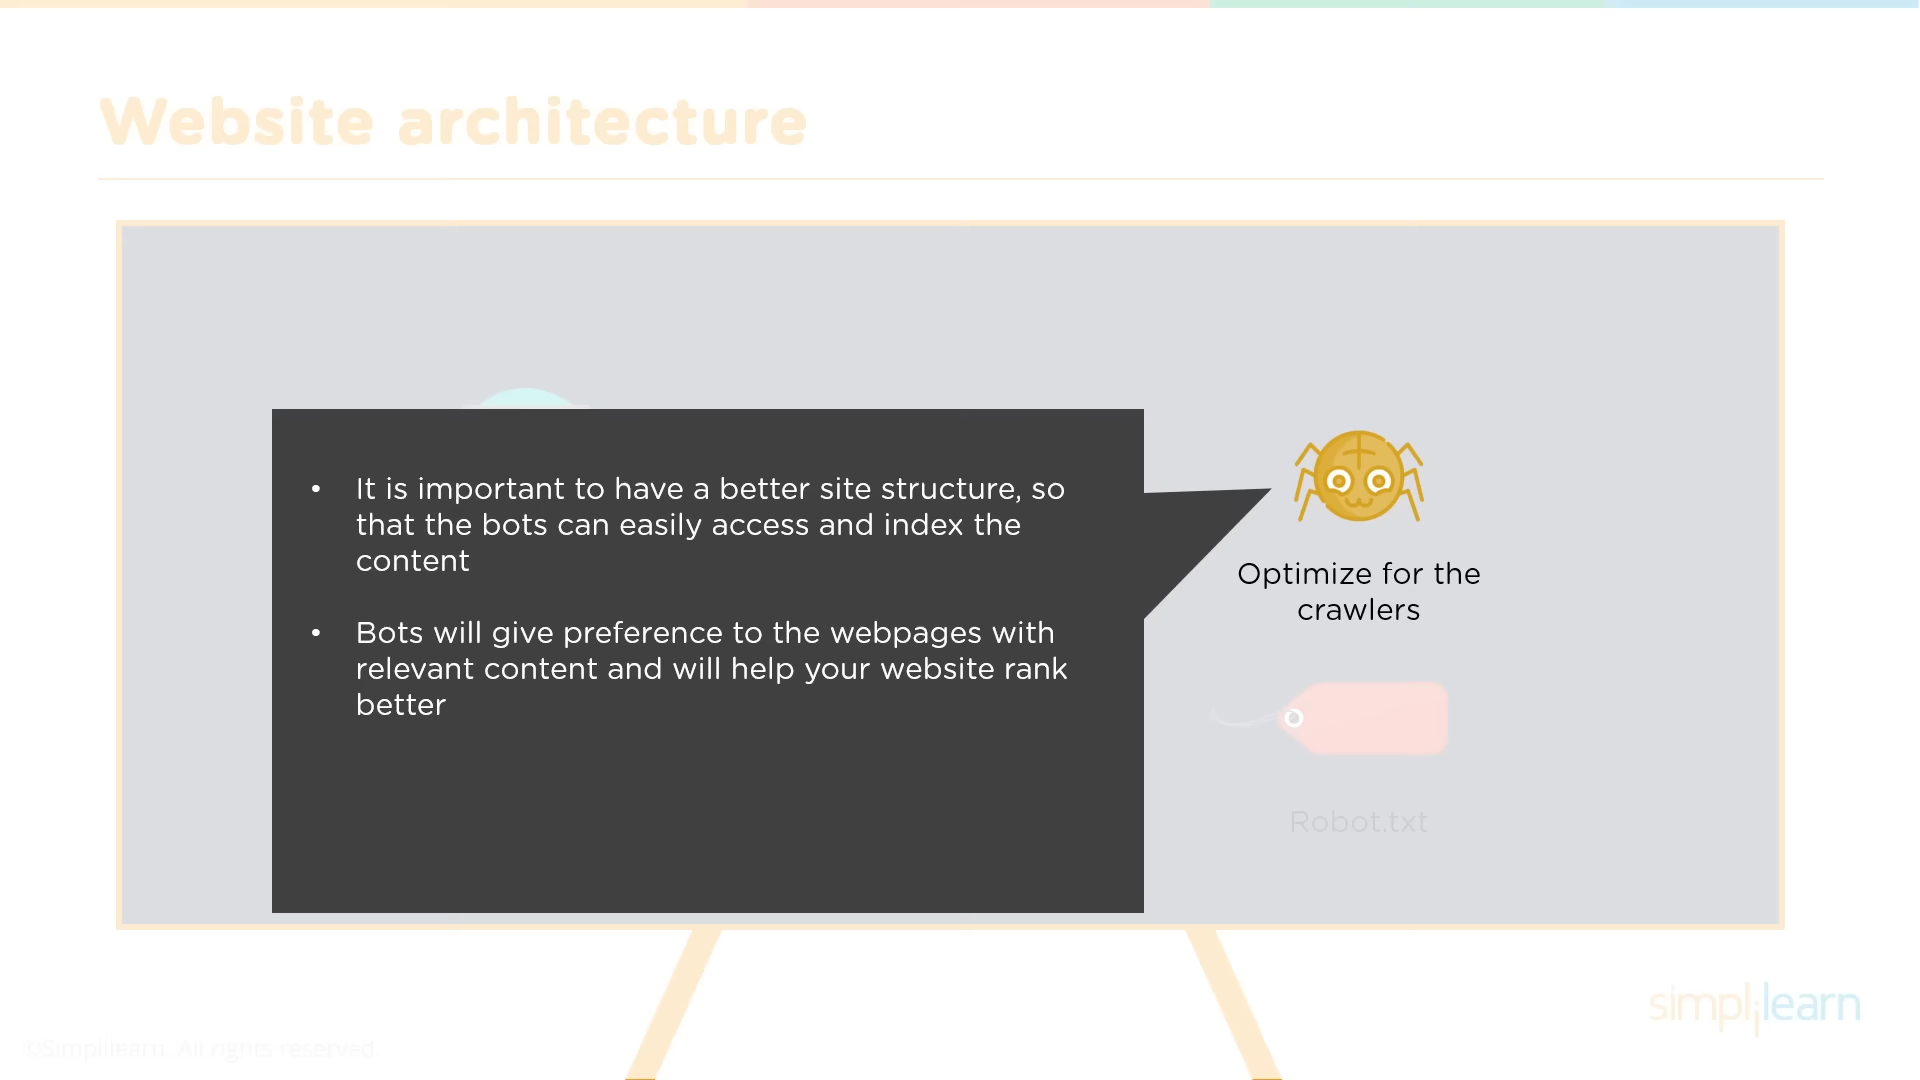 Website architecture
• It is important to have a better site structure, so
that the bots can easily access and index the
content
• Bots will give preference to the webpages with
relevant content and will help your website rank
better
Optimize for the
crawlers
Robot.txt
simplilearn
©Simplilearn. All rights reserved